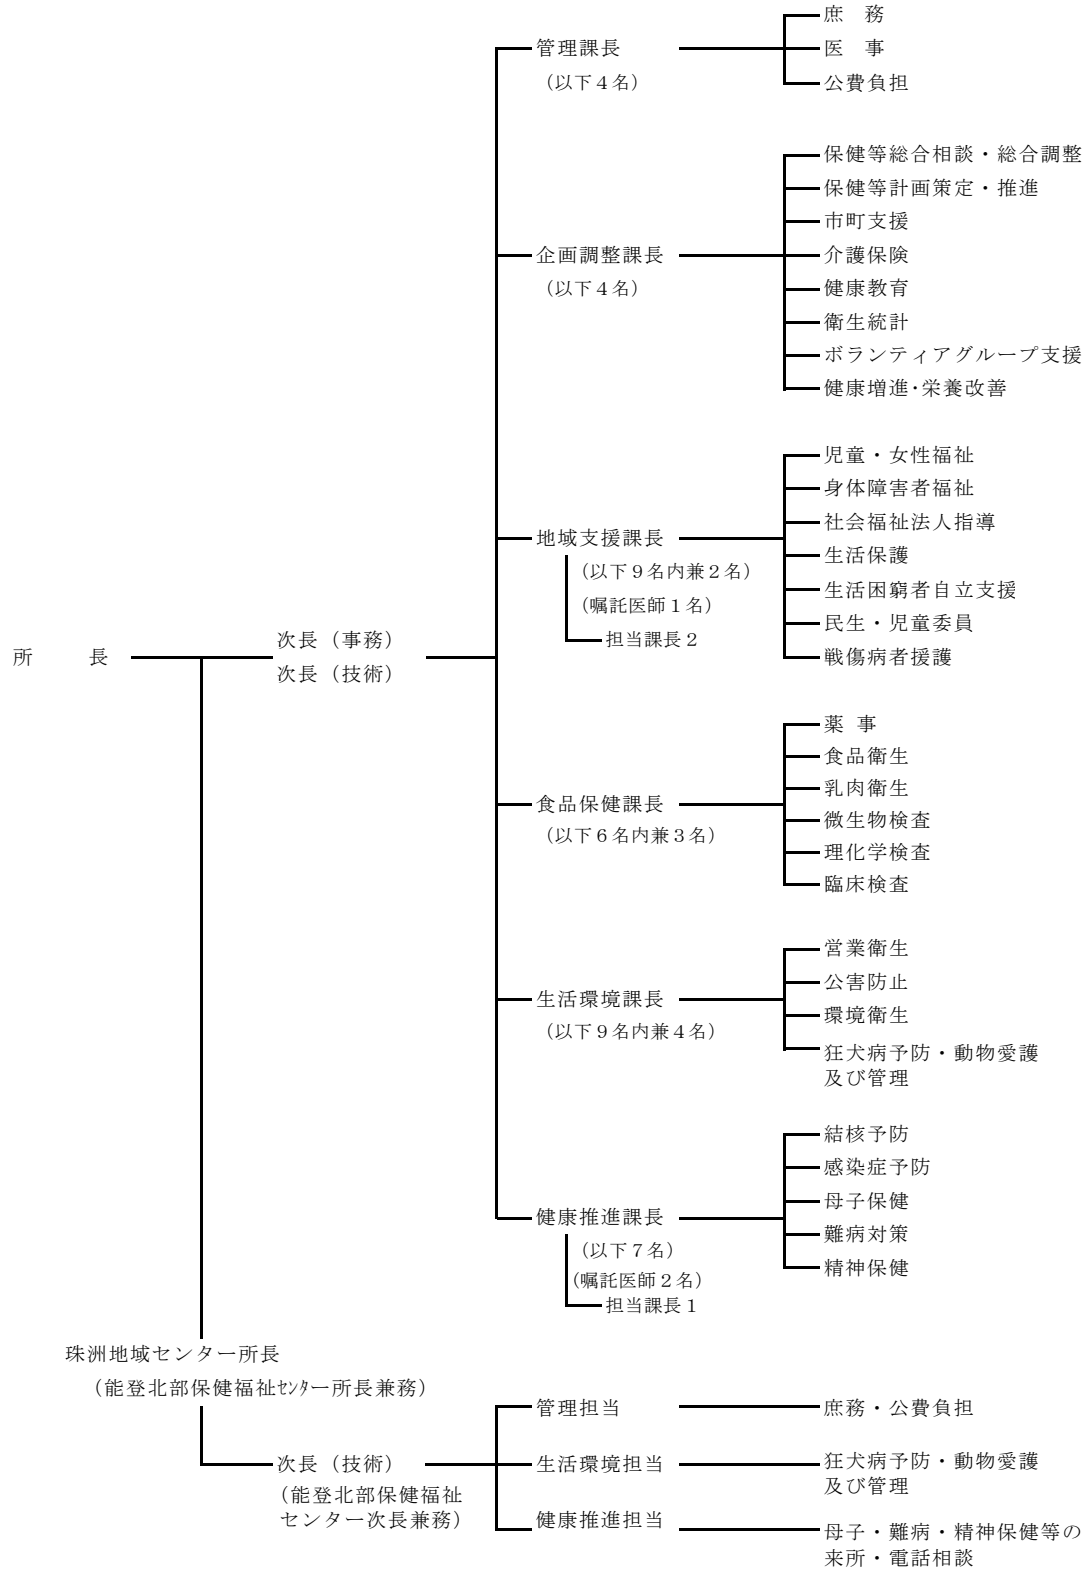 庶　務
管理課長
医　事
（以下４名）
公費負担
保健等総合相談・総合調整
保健等計画策定・推進
市町支援
企画調整課長
介護保険
（以下４名）
健康教育
衛生統計
ボランティアグループ支援
健康増進･栄養改善
児童・女性福祉
身体障害者福祉
社会福祉法人指導
地域支援課長
生活保護
（以下９名内兼２名）
生活困窮者自立支援
（嘱託医師１名）
民生・児童委員
担当課長２
戦傷病者援護
所　　長
次長（事務）
次長（技術）
薬　事
食品衛生
乳肉衛生
食品保健課長
微生物検査
（以下６名内兼３名）
理化学検査
臨床検査
営業衛生
公害防止
生活環境課長
環境衛生
（以下９名内兼４名）
狂犬病予防・動物愛護
及び管理
結核予防
感染症予防
母子保健
健康推進課長
難病対策
（以下７名）
精神保健
（嘱託医師２名）
担当課長１
珠洲地域センター所長
（能登北部保健福祉ｾﾝﾀｰ所長兼務）
管理担当
庶務・公費負担
次長（技術）
生活環境担当
狂犬病予防・動物愛護
及び管理
（能登北部保健福祉
センター次長兼務）
健康推進担当
母子・難病・精神保健等の
来所・電話相談